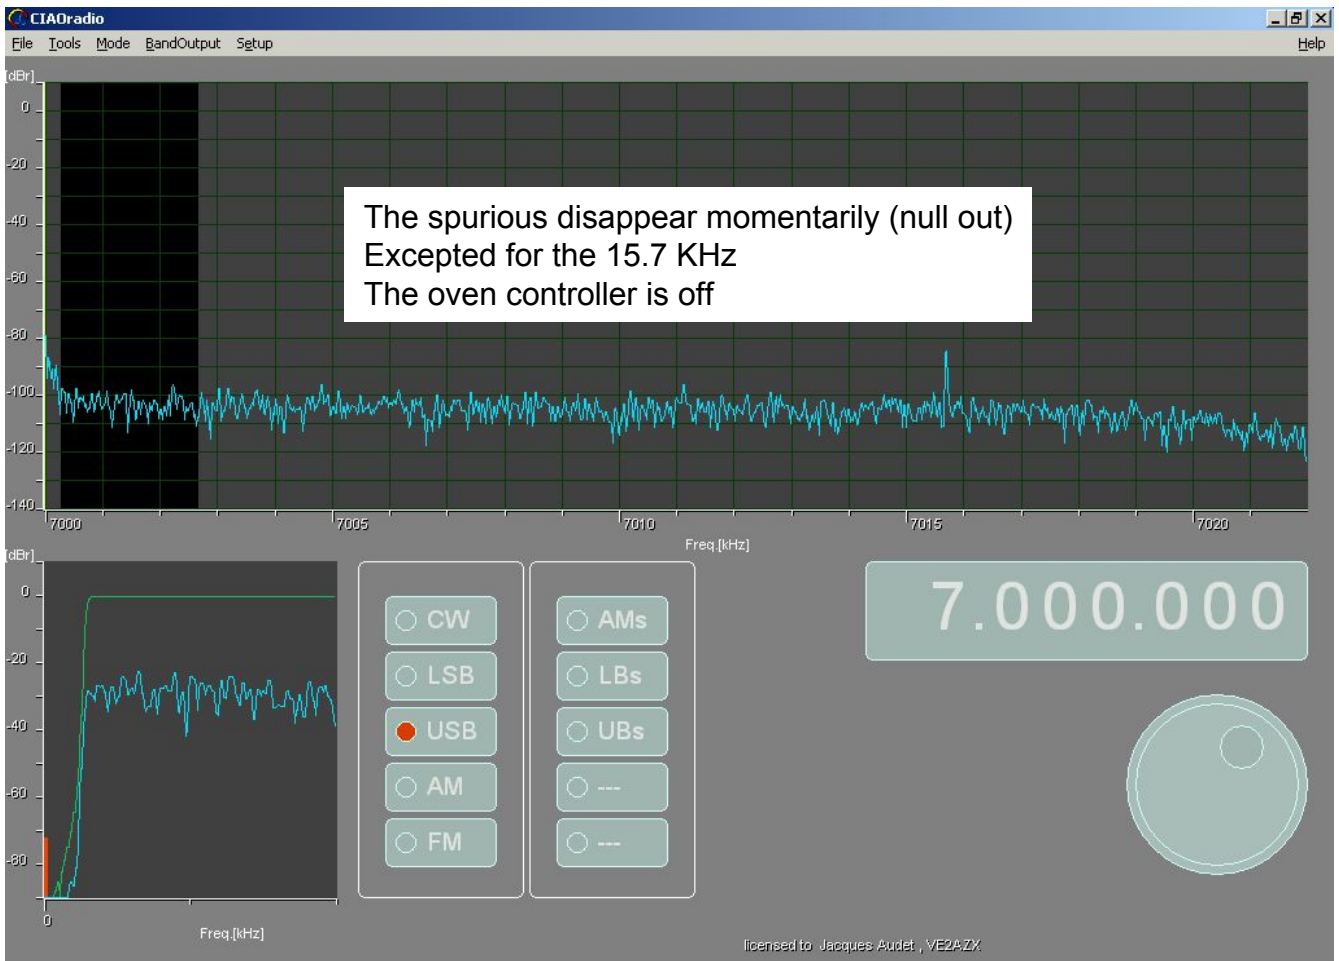 CIAOradio
File Tools Mode BandOutput Setup Help
[dBr]
0
-20
-40
-60
-80
-100
-120
-140
The spurious disappear momentarily (null out)
Excepted for the 15.7 KHz
The oven controller is off
7000 7005 7010 7015 7020
Freq.[kHz]
[dBr]
0
-20
-40
-60
-80
0
Freq.[kHz]
CW
LSB
USB
AM
FM
AMs
LBs
UBs
---
---
7.000.000
licensed to Jacques Audet , VE2AZX